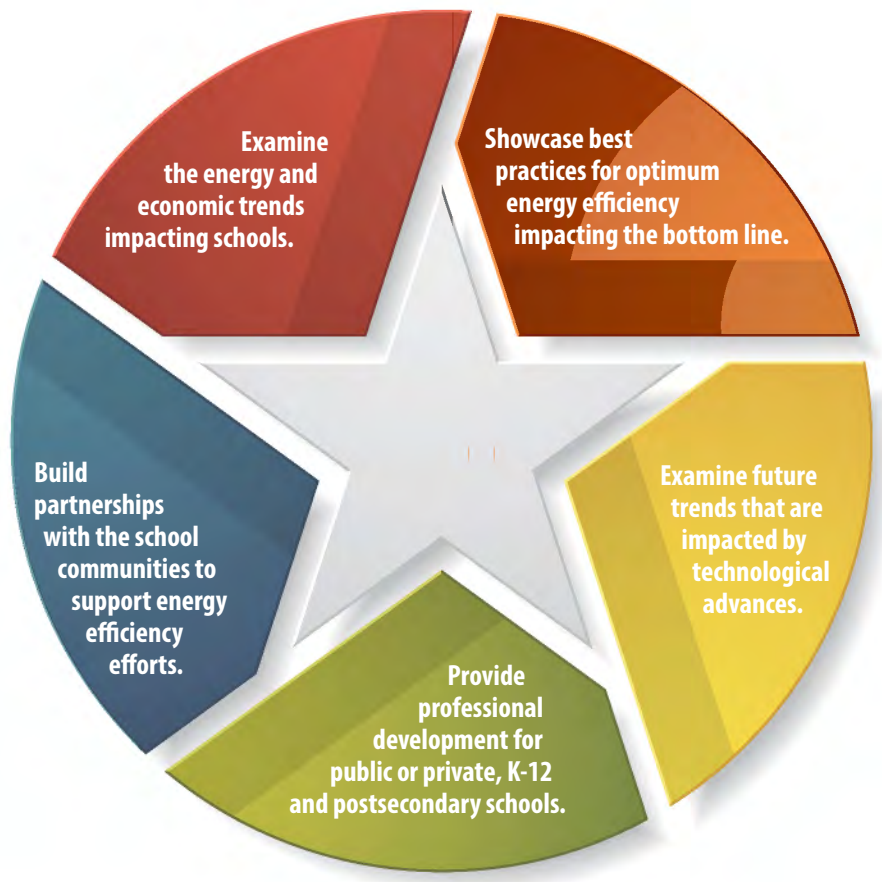 Examine
the energy and
economic trends
impacting schools.
Showcase best
practices for optimum
energy efficiency
impacting the bottom line.
Examine future
trends that are
impacted by
technological
advances.
Provide
professional
development for
public or private, K-12
and postsecondary schools.
Build
partnerships
with the school
communities to
support energy
efficiency
efforts.